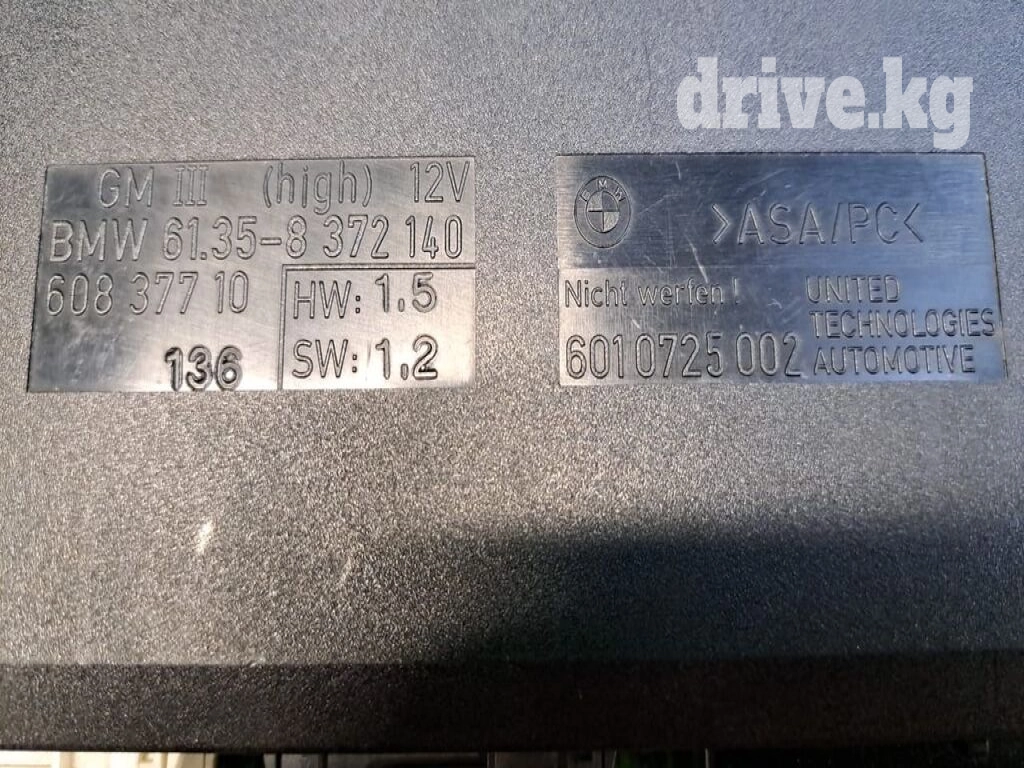 drive.kg
GM III (high) 12V
BMW 61.35-8 372 140
608 377 10
136
HW: 1.5
SW: 1.2
BMW
>ASA/PC<
Nicht werfen !
6010725 002
UNITED
TECHNOLOGIES
AUTOMOTIVE